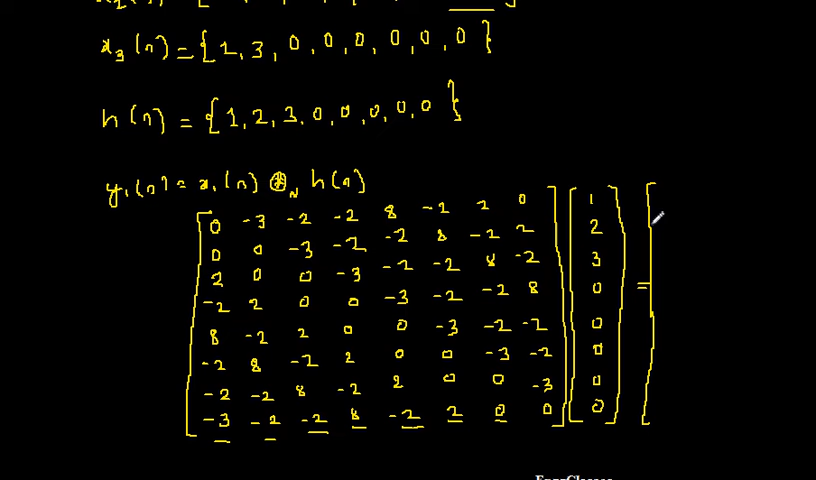 x₃(n) = {1, 3, 0, 0, 0, 0, 0, 0}
h(n) = {1, 2, 3, 0, 0, 0, 0, 0}
y₁(n) = x₁(n) ⊛N h(n)
0 -3 -2 -2 8 -2 2 0 1
0 0 -3 -2 -2 8 -2 2 2
2 0 0 -3 -2 -2 8 -2 3
-2 2 0 0 -3 -2 -2 8 0 =
8 -2 2 0 0 -3 -2 -2 0
-2 8 -2 2 0 0 -3 -2 0
-2 -2 8 -2 2 0 0 -3 0
-3 -2 -2 8 -2 2 0 0 0